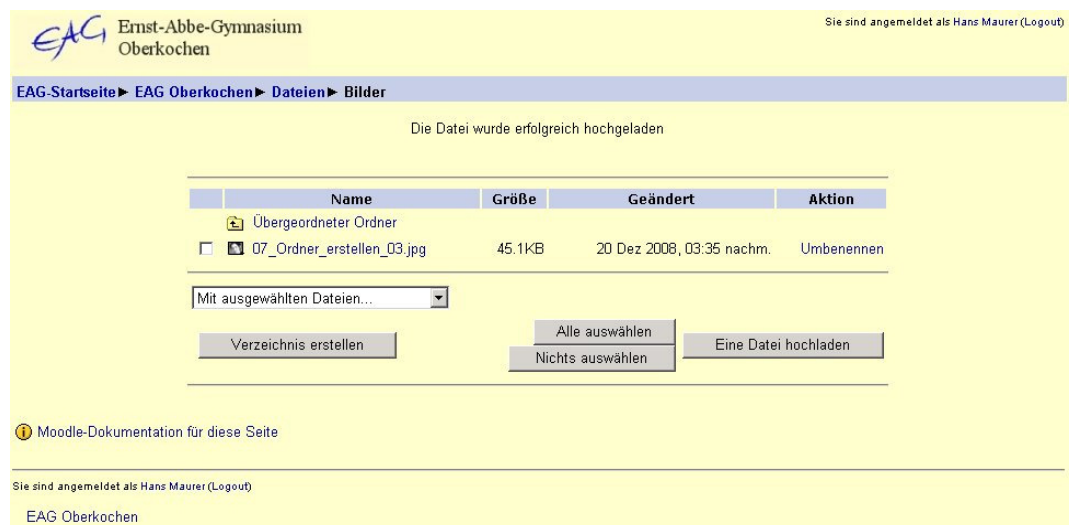 EAG Ernst-Abbe-Gymnasium
Oberkochen
Sie sind angemeldet als Hans Maurer (Logout)
EAG-Startseite► EAG Oberkochen► Dateien► Bilder
Die Datei wurde erfolgreich hochgeladen
Name Größe Geändert Aktion
Übergeordneter Ordner
07_Ordner_erstellen_03.jpg 45.1KB 20 Dez 2008, 03:35 nachm. Umbenennen
Mit ausgewählten Dateien...
Verzeichnis erstellen
Alle auswählen
Nichts auswählen
Eine Datei hochladen
Moodle-Dokumentation für diese Seite
Sie sind angemeldet als Hans Maurer (Logout)
EAG Oberkochen